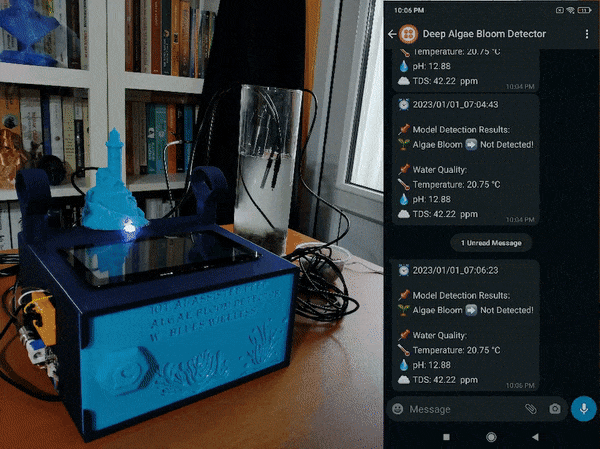 IOT AI-ASSISTED DEEP
ALGAE BLOOM DETECTOR
W/ BLUES WIRELESS
10:06 PM
Deep Algae Bloom Detector
Temperature: 20.75 °C
pH: 12.88
TDS: 42.22 ppm
10:04 PM
2023/01/01_07:04:43
Model Detection Results:
Algae Bloom ➡️ Not Detected!
Water Quality:
Temperature: 20.75 °C
pH: 12.88
TDS: 42.22 ppm
10:04 PM
1 Unread Message
2023/01/01_07:06:23
Model Detection Results:
Algae Bloom ➡️ Not Detected!
Water Quality:
Temperature: 20.75 °C
pH: 12.88
TDS: 42.22 ppm
10:06 PM
Message